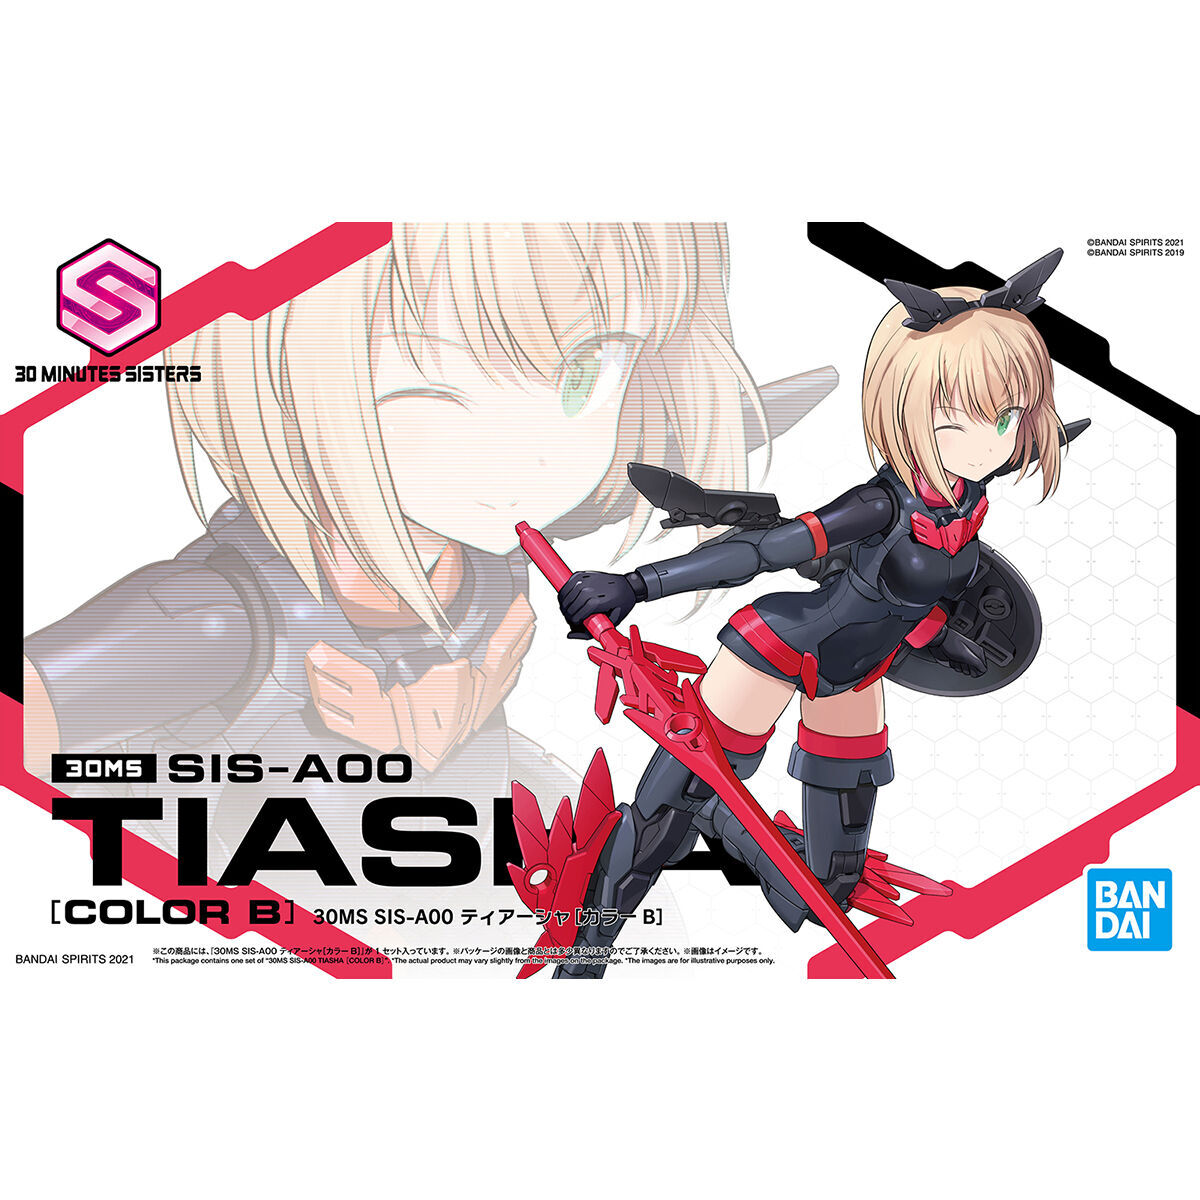 ©BANDAI SPIRITS 2021
©BANDAI SPIRITS 2019
30 MINUTES SISTERS
30MS SIS-A00
TIASHA
[COLOR B] 30MS SIS-A00 ティアーシャ[カラー B]
BANDAI SPIRITS 2021
※この商品には、「30MS SIS-A00 ティアーシャ[カラー B]」が 1 セット入っています。※パッケージの画像と商品とは多少異なりますのでご了承ください。※画像はイメージです。
*This package contains one set of "30MS SIS-A00 TIASHA [COLOR B]". *The actual product may vary slightly from the images on the package. *The images are for illustrative purposes only.
BAN
DAI